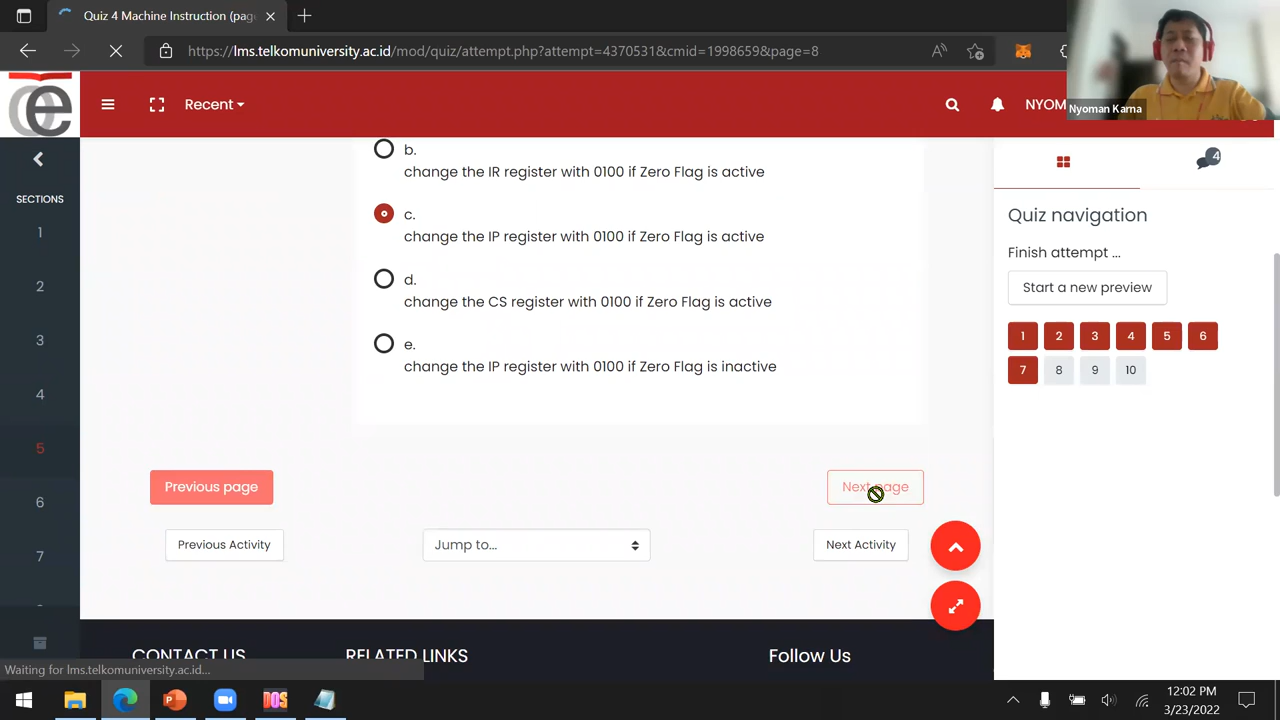 Quiz 4 Machine Instruction (pag
https://lms.telkomuniversity.ac.id/mod/quiz/attempt.php?attempt=4370531&cmid=1998659&page=8
Nyoman Karna
e
Recent
NYOM
SECTIONS
1
2
3
4
5
6
7
b.
change the IR register with 0100 if Zero Flag is active
c.
change the IP register with 0100 if Zero Flag is active
d.
change the CS register with 0100 if Zero Flag is active
e.
change the IP register with 0100 if Zero Flag is inactive
4
Quiz navigation
Finish attempt ...
Start a new preview
1 2 3 4 5 6
7 8 9 10
Previous page
Next page
Previous Activity
Jump to...
Next Activity
CONTACT US
RELATED LINKS
Follow Us
Waiting for lms.telkomuniversity.ac.id...
DOS
12:02 PM
3/23/2022